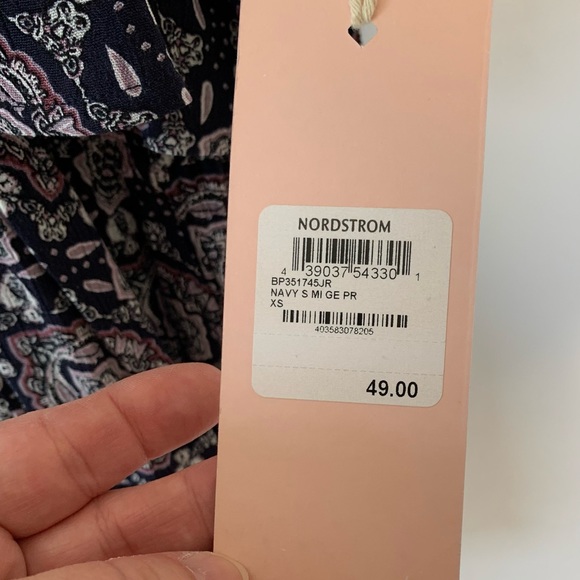 NORDSTROM
4 39037 54330 1
BP351745JR
NAVY S MI GE PR
XS
403583078205
49.00